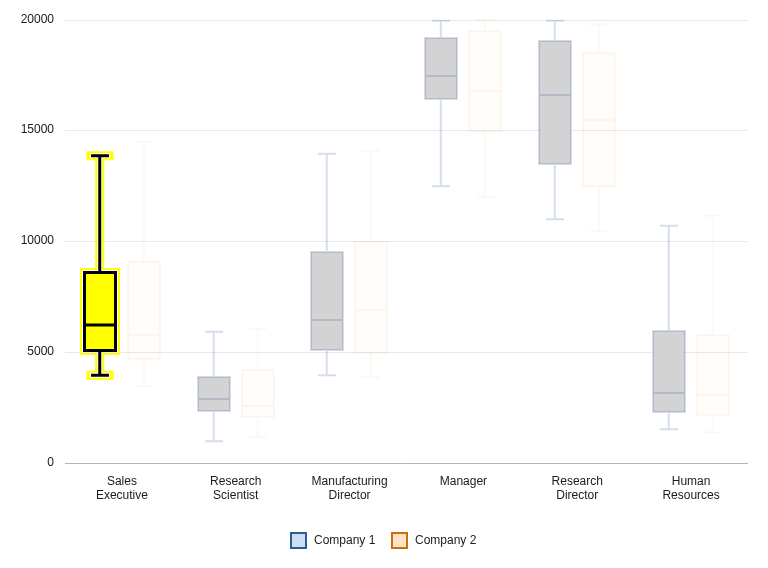 20000
15000
10000
5000
0
Sales Executive
Research Scientist
Manufacturing Director
Manager
Research Director
Human Resources
Company 1
Company 2